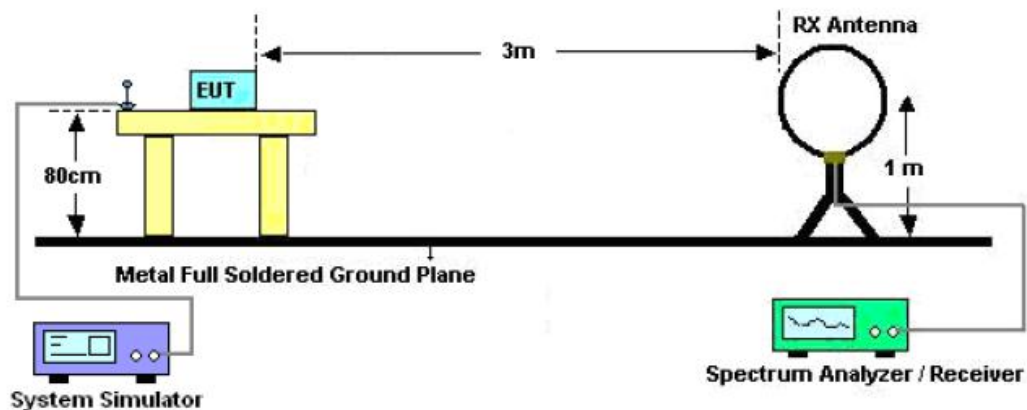 RX Antenna
3m
EUT
80cm
1 m
Metal Full Soldered Ground Plane
System Simulator
Spectrum Analyzer / Receiver